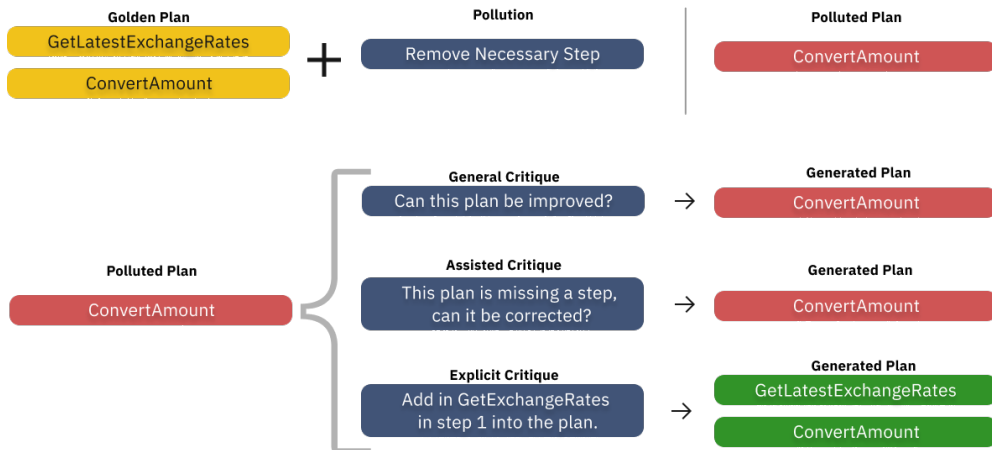 Golden Plan
GetLatestExchangeRates
ConvertAmount
+
Pollution
Remove Necessary Step
Polluted Plan
ConvertAmount
Polluted Plan
ConvertAmount
General Critique
Can this plan be improved?
Generated Plan
ConvertAmount
Assisted Critique
This plan is missing a step,
can it be corrected?
Generated Plan
ConvertAmount
Explicit Critique
Add in GetExchangeRates
in step 1 into the plan.
Generated Plan
GetLatestExchangeRates
ConvertAmount